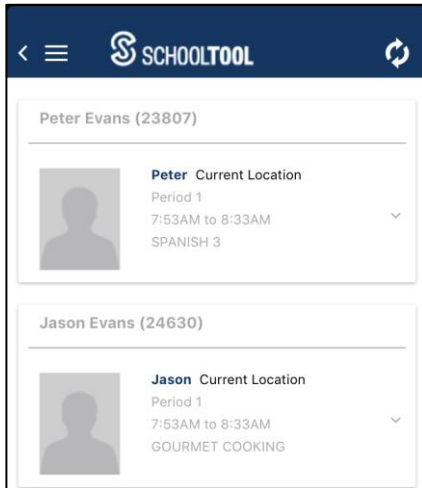 SCHOOLTOOL
Peter Evans (23807)
Peter Current Location
Period 1
7:53AM to 8:33AM
SPANISH 3
Jason Evans (24630)
Jason Current Location
Period 1
7:53AM to 8:33AM
GOURMET COOKING